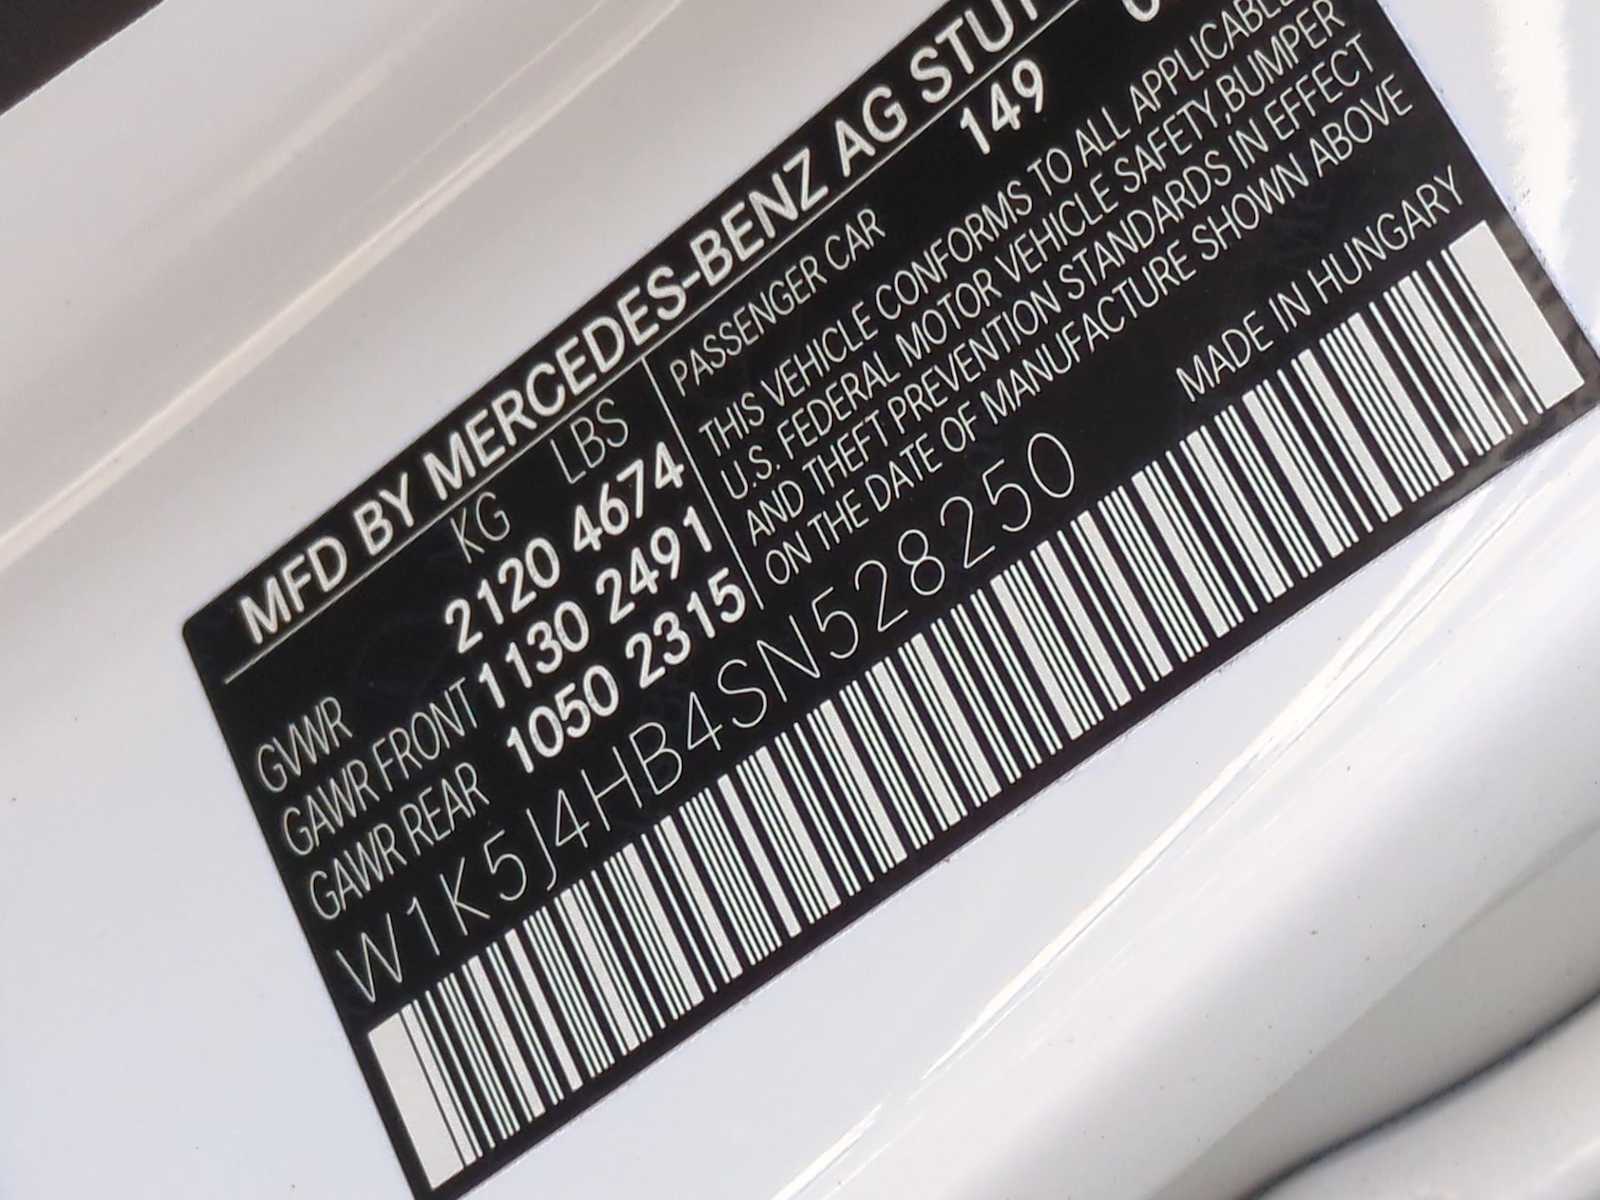 MFD BY MERCEDES-BENZ AG
149
KG LBS
PASSENGER CAR
GVWR 2120 4674
GAWR FRONT 1130 2491
GAWR REAR 1050 2315
THIS VEHICLE CONFORMS TO ALL APPLICABLE
U.S. FEDERAL MOTOR VEHICLE SAFETY,BUMPER
AND THEFT PREVENTION STANDARDS IN EFFECT
ON THE DATE OF MANUFACTURE SHOWN ABOVE
MADE IN HUNGARY
W1K5J4HB4SN528250